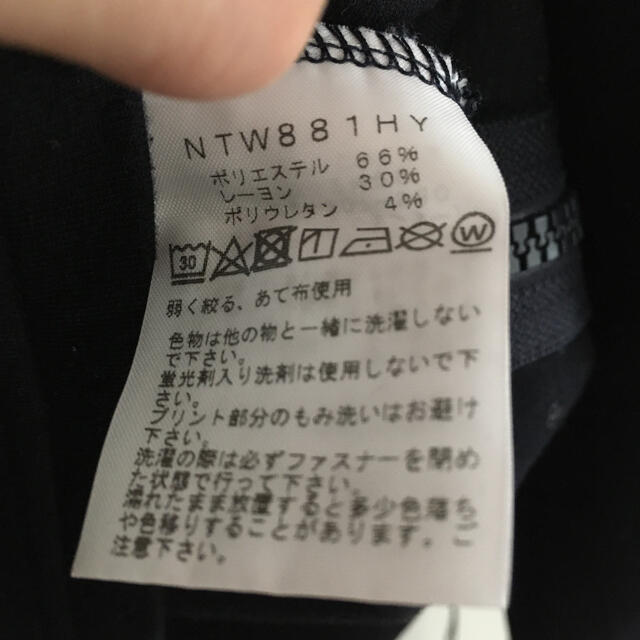 NTW881HY
ポリエステル 66%
レーヨン 30%
ポリウレタン 4%
30 W
弱く絞る、あて布使用
色物は他の物と一緒に洗濯しない
で下さい。
蛍光剤入り洗剤は使用しないで下
さい。
プリント部分のもみ洗いはお避け
下さい。
洗濯の際は必ずファスナーを閉め
た状態で行って下さい。
濡れたまま放置すると多少色落ち
や色移りすることがあります。ご
注意下さい。